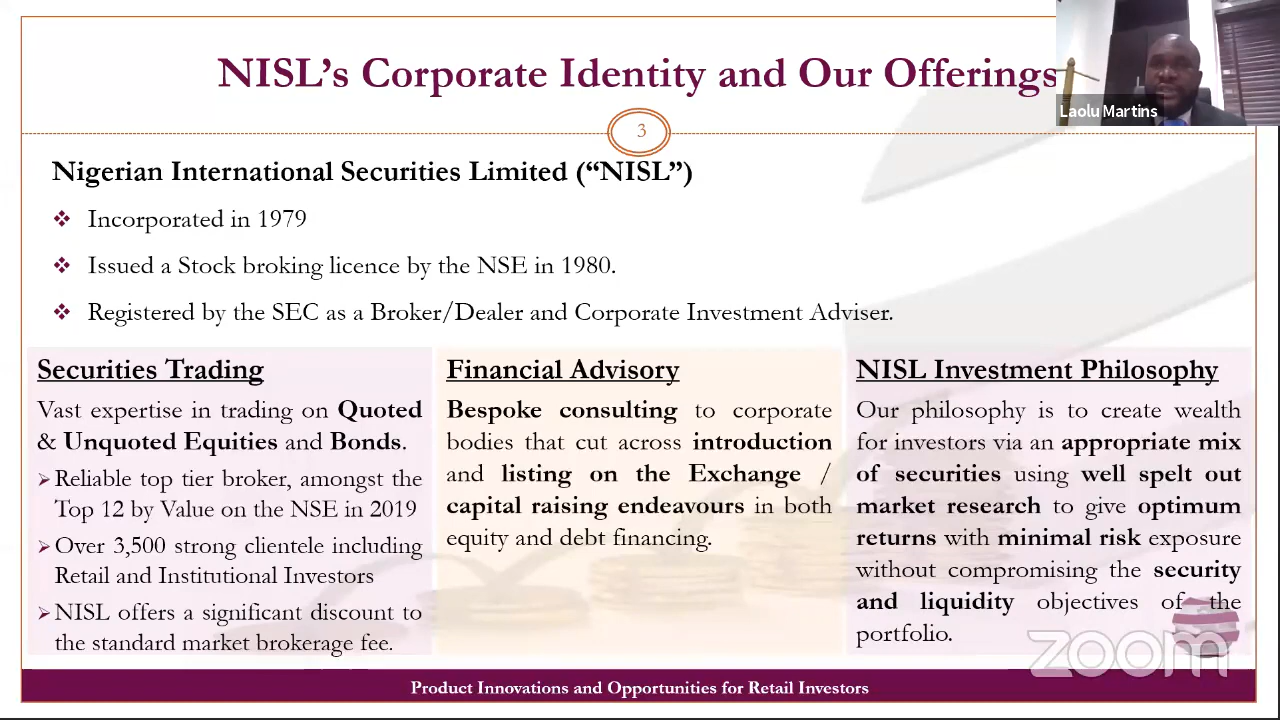 NISL’s Corporate Identity and Our Offerings
Laolu Martins
3
Nigerian International Securities Limited (“NISL”)
Incorporated in 1979
Issued a Stock broking licence by the NSE in 1980.
Registered by the SEC as a Broker/Dealer and Corporate Investment Adviser.
Securities Trading
Vast expertise in trading on Quoted
& Unquoted Equities and Bonds.
Reliable top tier broker, amongst the
Top 12 by Value on the NSE in 2019
Over 3,500 strong clientele including
Retail and Institutional Investors
NISL offers a significant discount to
the standard market brokerage fee.
Financial Advisory
Bespoke consulting to corporate
bodies that cut across introduction
and listing on the Exchange /
capital raising endeavours in both
equity and debt financing.
NISL Investment Philosophy
Our philosophy is to create wealth
for investors via an appropriate mix
of securities using well spelt out
market research to give optimum
returns with minimal risk exposure
without compromising the security
and liquidity objectives of the
portfolio.
zoom
Product Innovations and Opportunities for Retail Investors